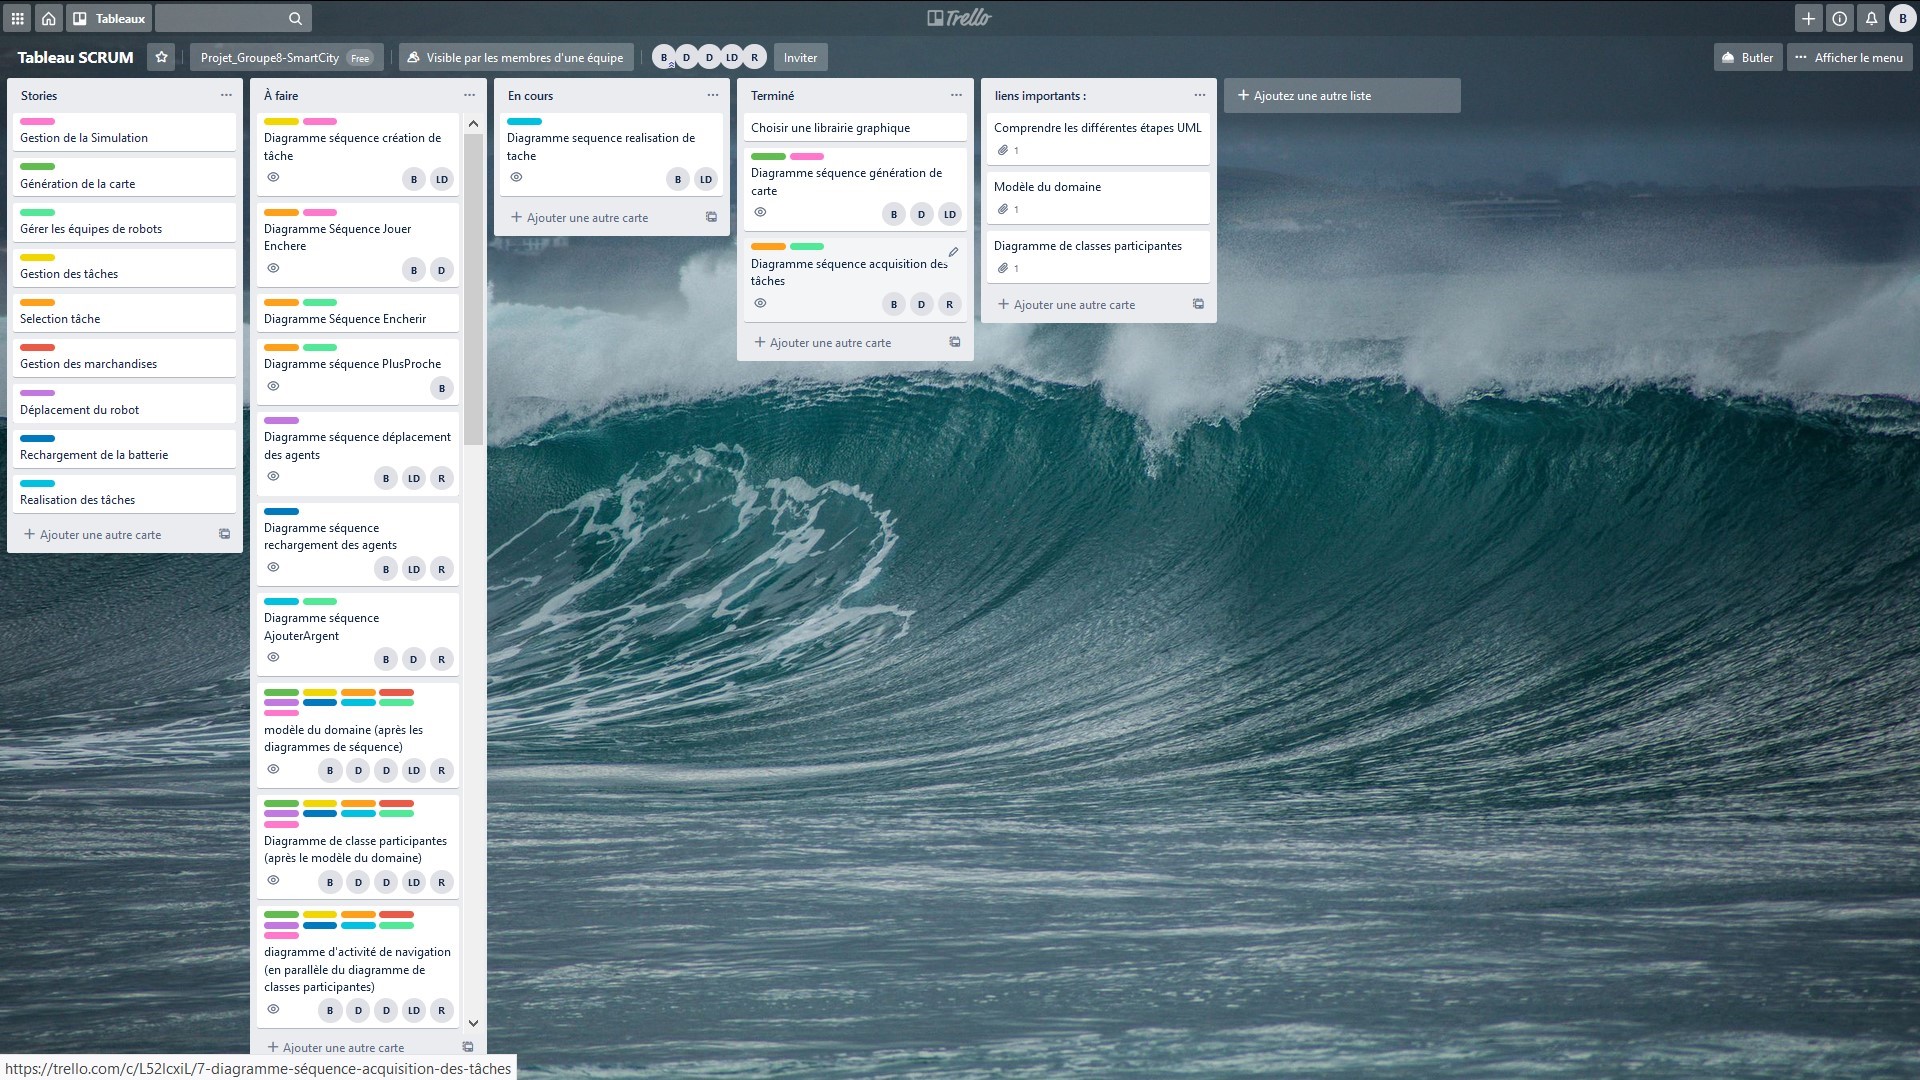 Tableaux
Trello
B
Tableau SCRUM
Projet_Groupe8-SmartCity Free
Visible par les membres d'une équipe
B D D LD R
Inviter
Butler
Afficher le menu
Stories
Gestion de la Simulation
Génération de la carte
Gérer les équipes de robots
Gestion des tâches
Selection tâche
Gestion des marchandises
Déplacement du robot
Rechargement de la batterie
Realisation des tâches
Ajouter une autre carte
À faire
Diagramme séquence création de
tâche
B LD
Diagramme Séquence Jouer
Enchere
B D
Diagramme Séquence Encherir
Diagramme séquence PlusProche
B
Diagramme séquence déplacement
des agents
B LD R
Diagramme séquence
rechargement des agents
B LD R
Diagramme séquence
AjouterArgent
B D R
modèle du domaine (après les
diagrammes de séquence)
B D D LD R
Diagramme de classe participantes
(après le modèle du domaine)
B D D LD R
diagramme d'activité de navigation
(en parallèle du diagramme de
classes participantes)
B D D LD R
Ajouter une autre carte
En cours
Diagramme sequence realisation de
tache
B LD
Ajouter une autre carte
Terminé
Choisir une librairie graphique
Diagramme séquence génération de
carte
B D LD
Diagramme séquence acquisition des
tâches
B D R
Ajouter une autre carte
liens importants :
Comprendre les différentes étapes UML
1
Modèle du domaine
1
Diagramme de classes participantes
1
Ajouter une autre carte
Ajoutez une autre liste
https://trello.com/c/L52lcxiL/7-diagramme-séquence-acquisition-des-tâches